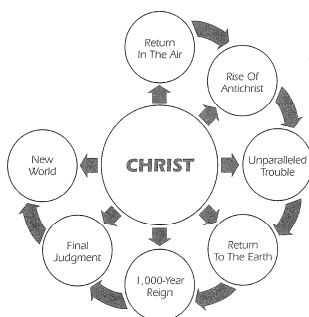 Return
In The Air
Rise Of
Antichrist
Unparalleled
Trouble
Return
To The Earth
1,000-Year
Reign
Final
Judgment
New
World
CHRIST